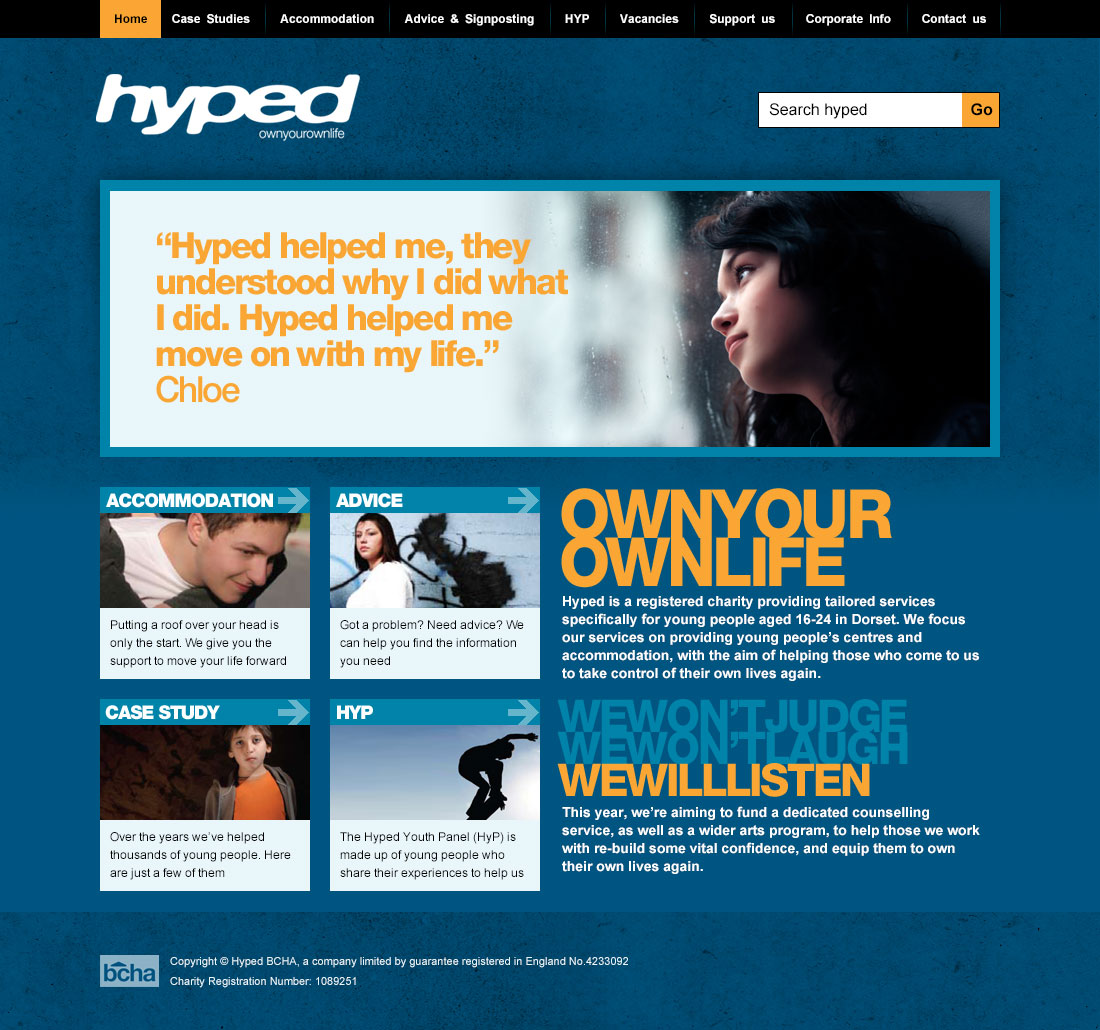 Home Case Studies Accommodation Advice & Signposting HYP Vacancies Support us Corporate Info Contact us
hyped
ownyourownlife
Search hyped Go
“Hyped helped me, they
understood why I did what
I did. Hyped helped me
move on with my life.”
Chloe
ACCOMMODATION
Putting a roof over your head is
only the start. We give you the
support to move your life forward
ADVICE
Got a problem? Need advice? We
can help you find the information
you need
OWNYOUR
OWNLIFE
Hyped is a registered charity providing tailored services
specifically for young people aged 16-24 in Dorset. We focus
our services on providing young people’s centres and
accommodation, with the aim of helping those who come to us
to take control of their own lives again.
CASE STUDY
Over the years we’ve helped
thousands of young people. Here
are just a few of them
HYP
The Hyped Youth Panel (HyP) is
made up of young people who
share their experiences to help us
WEWON’TJUDGE
WEWON’TLAUGH
WEWILLLISTEN
This year, we’re aiming to fund a dedicated counselling
service, as well as a wider arts program, to help those we work
with re-build some vital confidence, and equip them to own
their own lives again.
bcha
Copyright © Hyped BCHA, a company limited by guarantee registered in England No.4233092
Charity Registration Number: 1089251